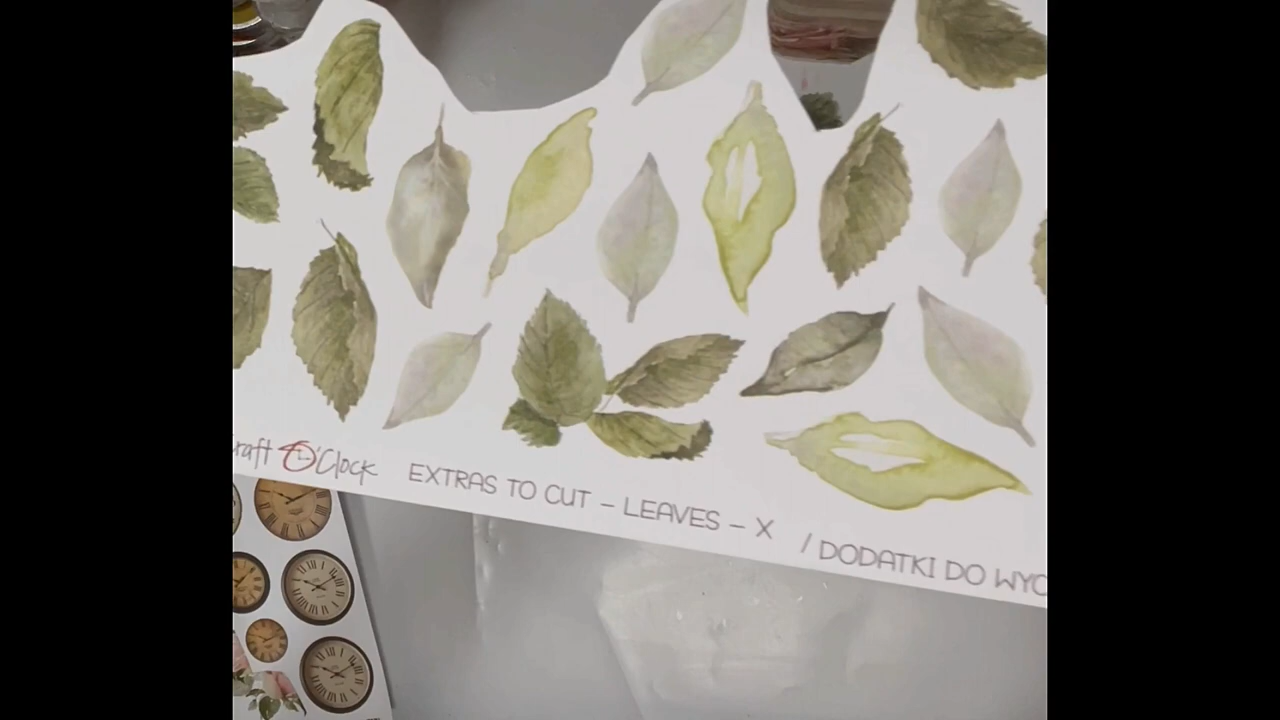 raft O'Clock EXTRAS TO CUT – LEAVES – X / DODATKI DO WYC